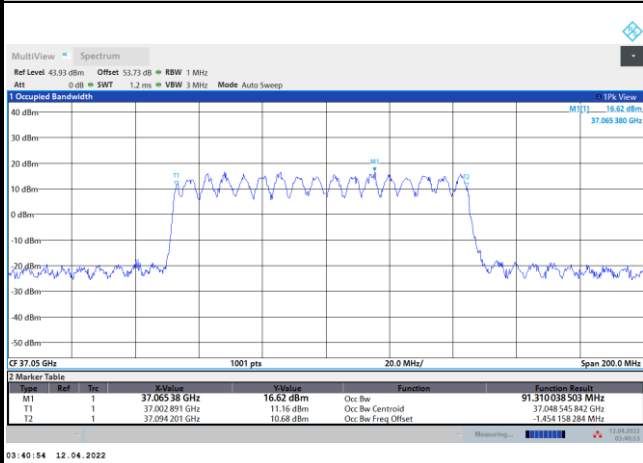 MultiView Spectrum
Ref Level 43.93 dBm Offset 53.73 dB RBW 1 MHz
Att 0 dB SWT 1.2 ms VBW 3 MHz Mode Auto Sweep
1 Occupied Bandwidth 1Pk View
M1[1] 16.62 dBm
37.065 380 GHz
40 dBm
30 dBm
20 dBm
M1
T1
T2
10 dBm
0 dBm
-10 dBm
-20 dBm
-30 dBm
-40 dBm
-50 dBm
CF 37.05 GHz 1001 pts 20.0 MHz/ Span 200.0 MHz
2 Marker Table
Type Ref Trc X-Value Y-Value Function Function Result
M1 1 37.065 38 GHz 16.62 dBm Occ Bw 91.310 038 503 MHz
T1 1 37.002 891 GHz 11.16 dBm Occ Bw Centroid 37.048 545 842 GHz
T2 1 37.094 201 GHz 10.68 dBm Occ Bw Freq Offset -1.454 158 284 MHz
Measuring... 12.04.2022
03:40:53
03:40:54 12.04.2022